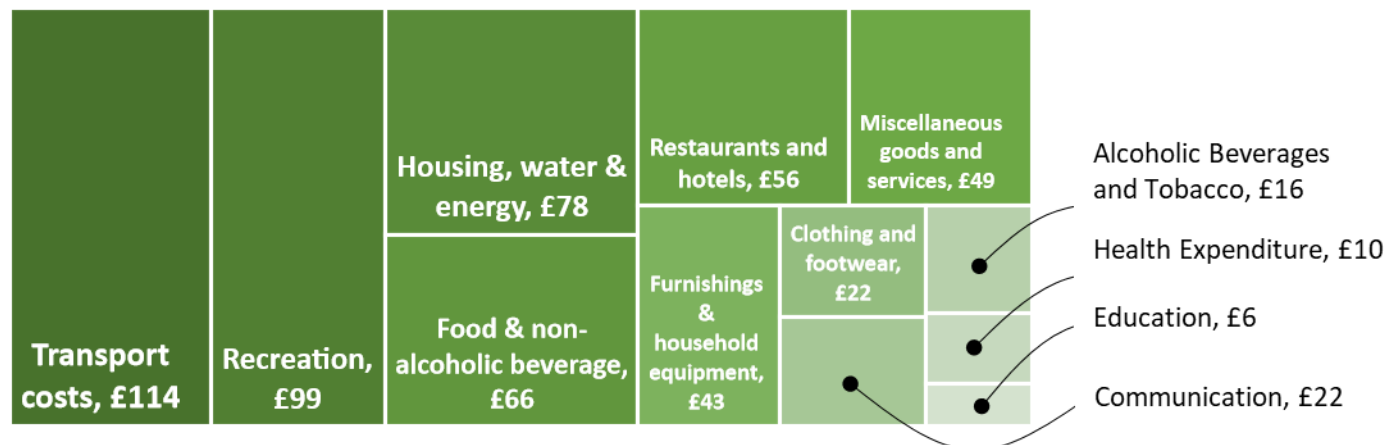 Transport
costs, £114
Recreation,
£99
Housing, water &
energy, £78
Food & non-
alcoholic beverage,
£66
Restaurants and
hotels, £56
Miscellaneous
goods and
services, £49
Furnishings
&
household
equipment,
£43
Clothing and
footwear,
£22
Alcoholic Beverages
and Tobacco, £16
Health Expenditure, £10
Education, £6
Communication, £22